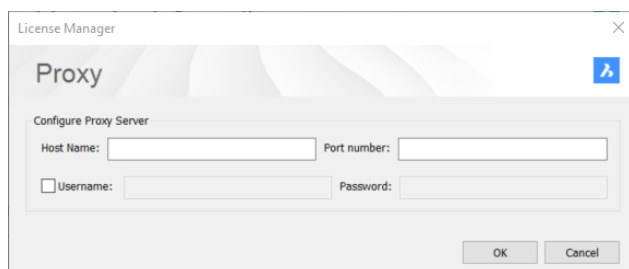 License Manager
Proxy
Configure Proxy Server
Host Name: Port number:
Username: Password:
OK Cancel